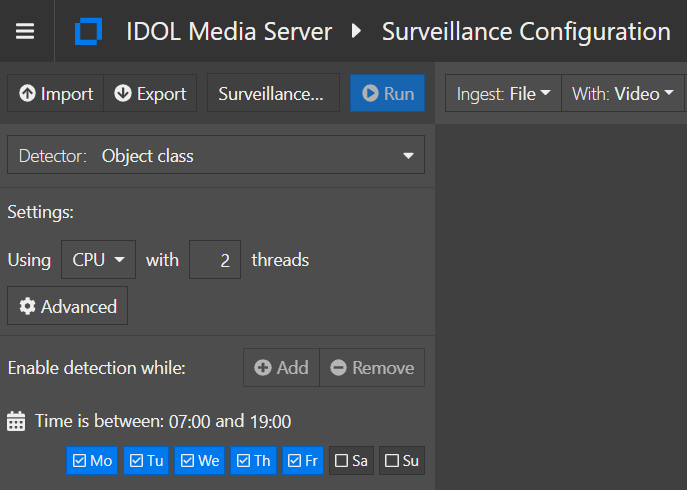 IDOL Media Server Surveillance Configuration
Import Export Surveillance... Run Ingest: File With: Video
Detector: Object class
Settings:
Using CPU with 2 threads
Advanced
Enable detection while: Add Remove
Time is between: 07:00 and 19:00
Mo Tu We Th Fr Sa Su